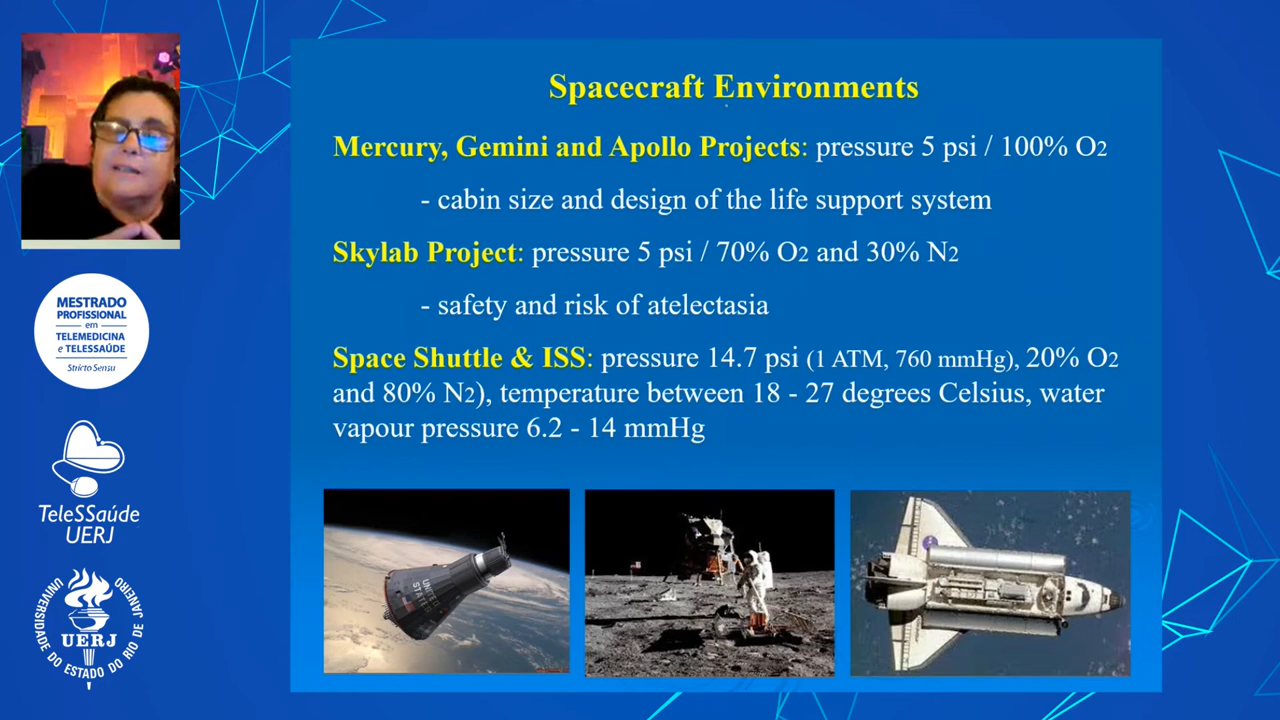 Spacecraft Environments
Mercury, Gemini and Apollo Projects: pressure 5 psi / 100% O2
- cabin size and design of the life support system
Skylab Project: pressure 5 psi / 70% O2 and 30% N2
- safety and risk of atelectasia
Space Shuttle & ISS: pressure 14.7 psi (1 ATM, 760 mmHg), 20% O2
and 80% N2), temperature between 18 - 27 degrees Celsius, water
vapour pressure 6.2 - 14 mmHg
MESTRADO
PROFISSIONAL
em
TELEMEDICINA
e TELESSAÚDE
Stricto Sensu
TeleSSaúde
UERJ
UNIVERSIDADE DO ESTADO DO RIO DE JANEIRO
UERJ
UNITED